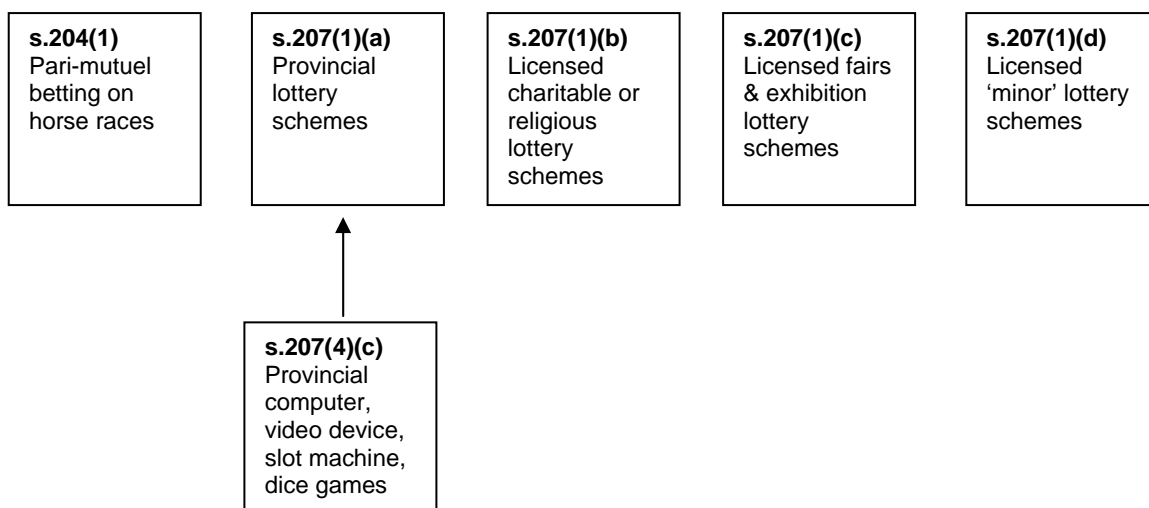 s.204(1)
Pari-mutuel
betting on
horse races
s.207(1)(a)
Provincial
lottery
schemes
s.207(1)(b)
Licensed
charitable or
religious
lottery
schemes
s.207(1)(c)
Licensed fairs
& exhibition
lottery
schemes
s.207(1)(d)
Licensed
‘minor’ lottery
schemes
s.207(4)(c)
Provincial
computer,
video device,
slot machine,
dice games